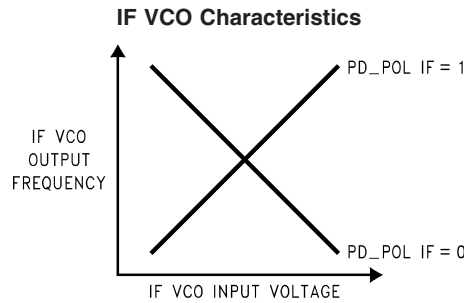 IF VCO Characteristics
PD_POL IF = 1
IF VCO
OUTPUT
FREQUENCY
PD_POL IF = 0
IF VCO INPUT VOLTAGE